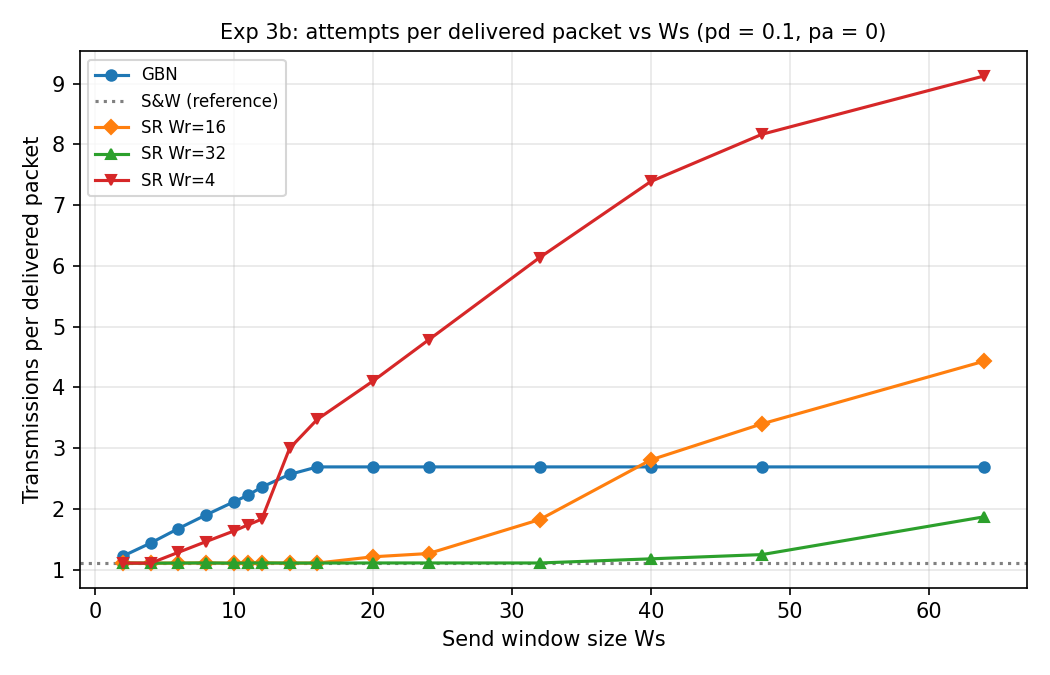 Exp 3b: attempts per delivered packet vs Ws (pd = 0.1, pa = 0)
GBN
S&W (reference)
SR Wr=16
SR Wr=32
SR Wr=4
Transmissions per delivered packet
9
8
7
6
5
4
3
2
1
0
10
20
30
40
50
60
Send window size Ws